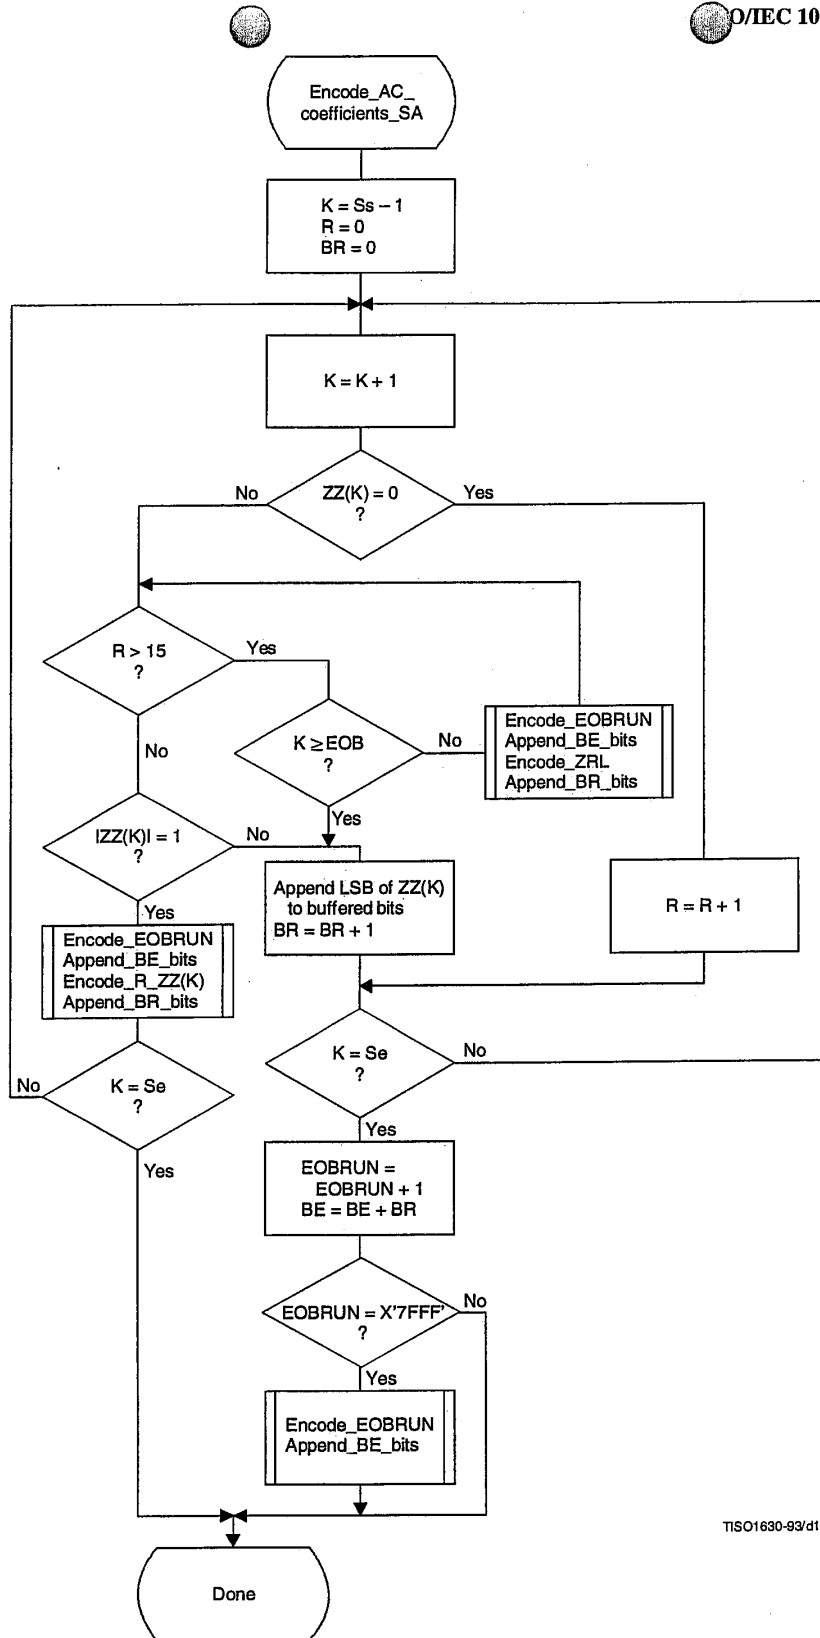 O/IEC 10
Encode_AC_
coefficients_SA
K = Ss – 1
R = 0
BR = 0
K = K + 1
ZZ(K) = 0
?
No
Yes
R > 15
?
Yes
No
K ≥ EOB
?
No
Yes
Encode_EOBRUN
Append_BE_bits
Encode_ZRL
Append_BR_bits
|ZZ(K)| = 1
?
No
Yes
Append LSB of ZZ(K)
to buffered bits
BR = BR + 1
R = R + 1
Encode_EOBRUN
Append_BE_bits
Encode_R_ZZ(K)
Append_BR_bits
K = Se
?
No
Yes
K = Se
?
No
Yes
EOBRUN =
EOBRUN + 1
BE = BE + BR
EOBRUN = X'7FFF'
?
No
Yes
Encode_EOBRUN
Append_BE_bits
TISO1630-93/d1
Done